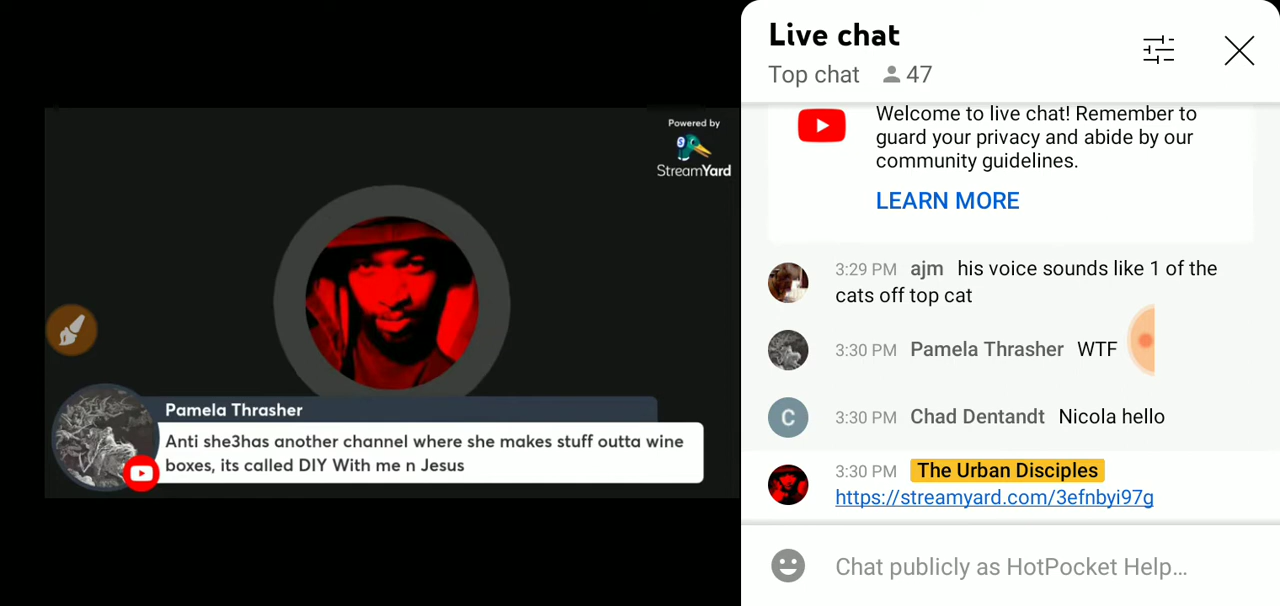 Powered by
StreamYard
Pamela Thrasher
Anti she3has another channel where she makes stuff outta wine
boxes, its called DIY With me n Jesus
Live chat
Top chat 47
Welcome to live chat! Remember to
guard your privacy and abide by our
community guidelines.
LEARN MORE
3:29 PM ajm his voice sounds like 1 of the
cats off top cat
3:30 PM Pamela Thrasher WTF
C
3:30 PM Chad Dentandt Nicola hello
3:30 PM The Urban Disciples
https://streamyard.com/3efnbyi97g
Chat publicly as HotPocket Help...